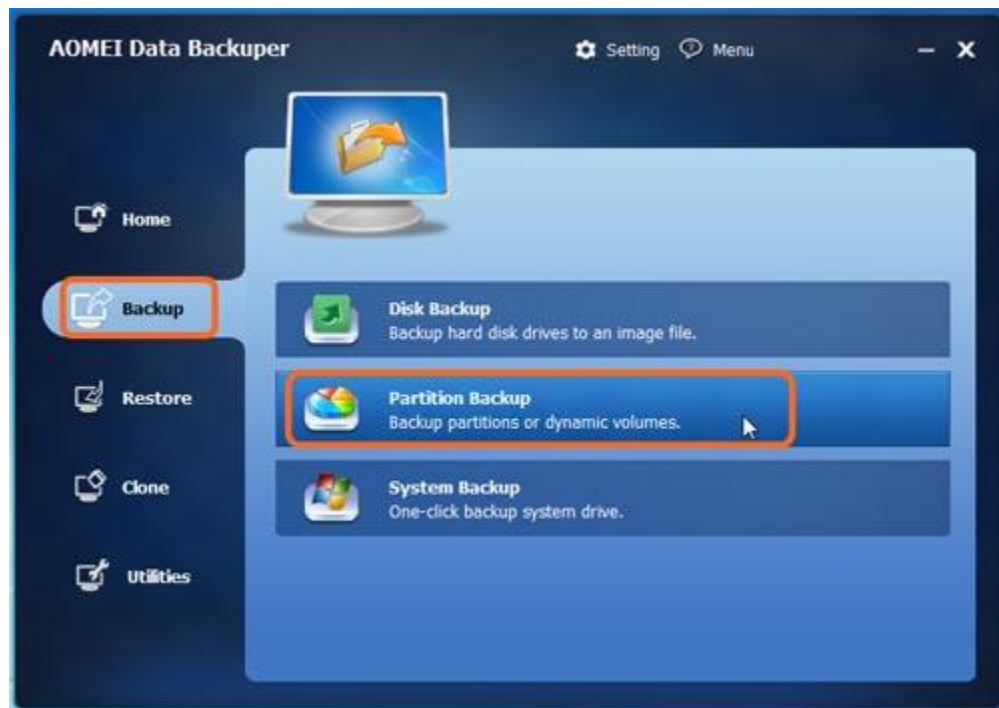 AOMEI Data Backuper
Setting
Menu
Home
Backup
Restore
Clone
Utilities
Disk Backup
Backup hard disk drives to an image file.
Partition Backup
Backup partitions or dynamic volumes.
System Backup
One-click backup system drive.